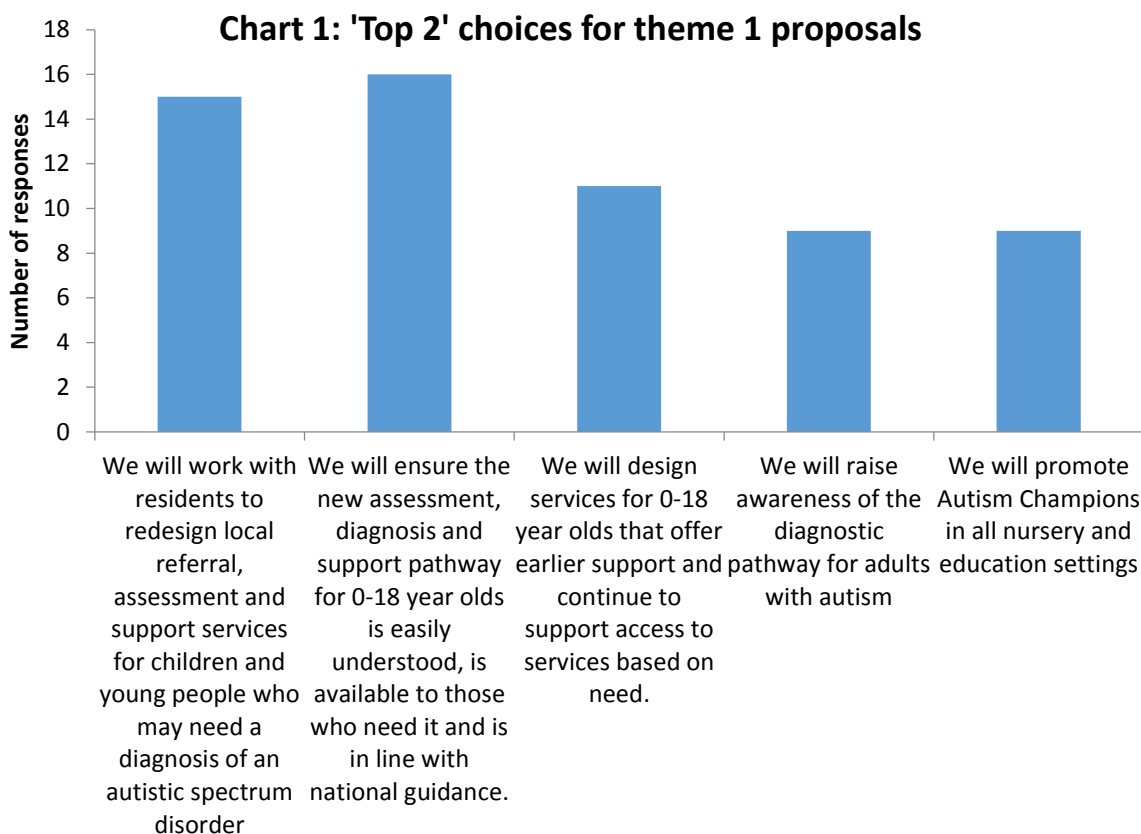 Chart 1: 'Top 2' choices for theme 1 proposals
Number of responses
18
16
14
12
10
8
6
4
2
0
We will work with
residents to
redesign local
referral,
assessment and
support services
for children and
young people who
may need a
diagnosis of an
autistic spectrum
disorder
We will ensure the
new assessment,
diagnosis and
support pathway
for 0-18 year olds
is easily
understood, is
available to those
who need it and is
in line with
national guidance.
We will design
services for 0-18
year olds that offer
earlier support and
continue to
support access to
services based on
need.
We will raise
awareness of the
diagnostic
pathway for adults
with autism
We will promote
Autism Champions
in all nursery and
education settings